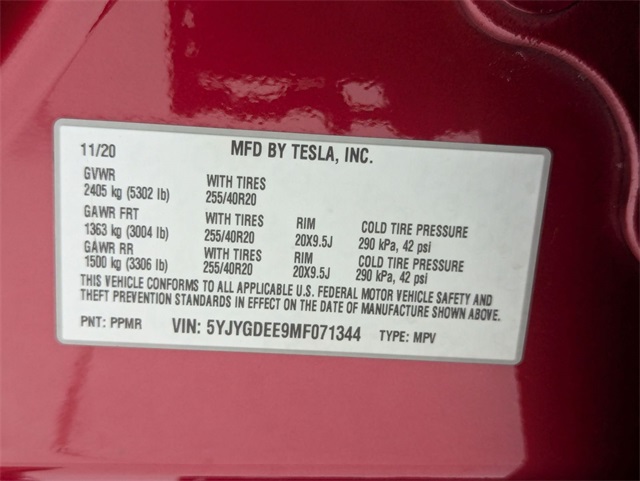 11/20 MFD BY TESLA, INC.
GVWR
2405 kg (5302 lb) WITH TIRES 255/40R20
GAWR FRT
1363 kg (3004 lb) WITH TIRES 255/40R20 RIM 20X9.5J COLD TIRE PRESSURE 290 kPa, 42 psi
GAWR RR
1500 kg (3306 lb) WITH TIRES 255/40R20 RIM 20X9.5J COLD TIRE PRESSURE 290 kPa, 42 psi
THIS VEHICLE CONFORMS TO ALL APPLICABLE U.S. FEDERAL MOTOR VEHICLE SAFETY AND
THEFT PREVENTION STANDARDS IN EFFECT ON THE DATE OF MANUFACTURE SHOWN ABOVE.
PNT: PPMR VIN: 5YJYGDEE9MF071344 TYPE: MPV